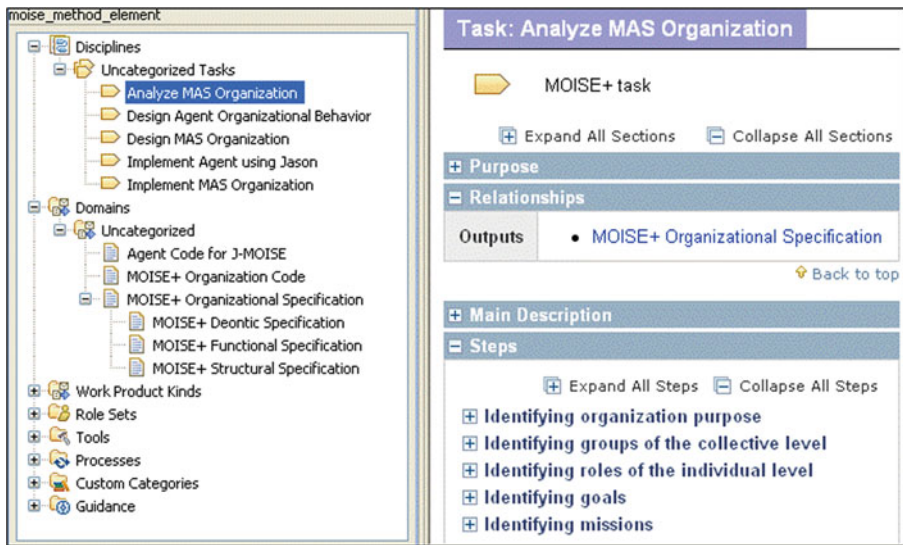 moise_method_element
Disciplines
Uncategorized Tasks
Analyze MAS Organization
Design Agent Organizational Behavior
Design MAS Organization
Implement Agent using Jason
Implement MAS Organization
Domains
Uncategorized
Agent Code for J-MOISE
MOISE+ Organization Code
MOISE+ Organizational Specification
MOISE+ Deontic Specification
MOISE+ Functional Specification
MOISE+ Structural Specification
Work Product Kinds
Role Sets
Tools
Processes
Custom Categories
Guidance
Task: Analyze MAS Organization
MOISE+ task
Expand All Sections Collapse All Sections
Purpose
Relationships
Outputs • MOISE+ Organizational Specification
Back to top
Main Description
Steps
Expand All Steps Collapse All Steps
Identifying organization purpose
Identifying groups of the collective level
Identifying roles of the individual level
Identifying goals
Identifying missions